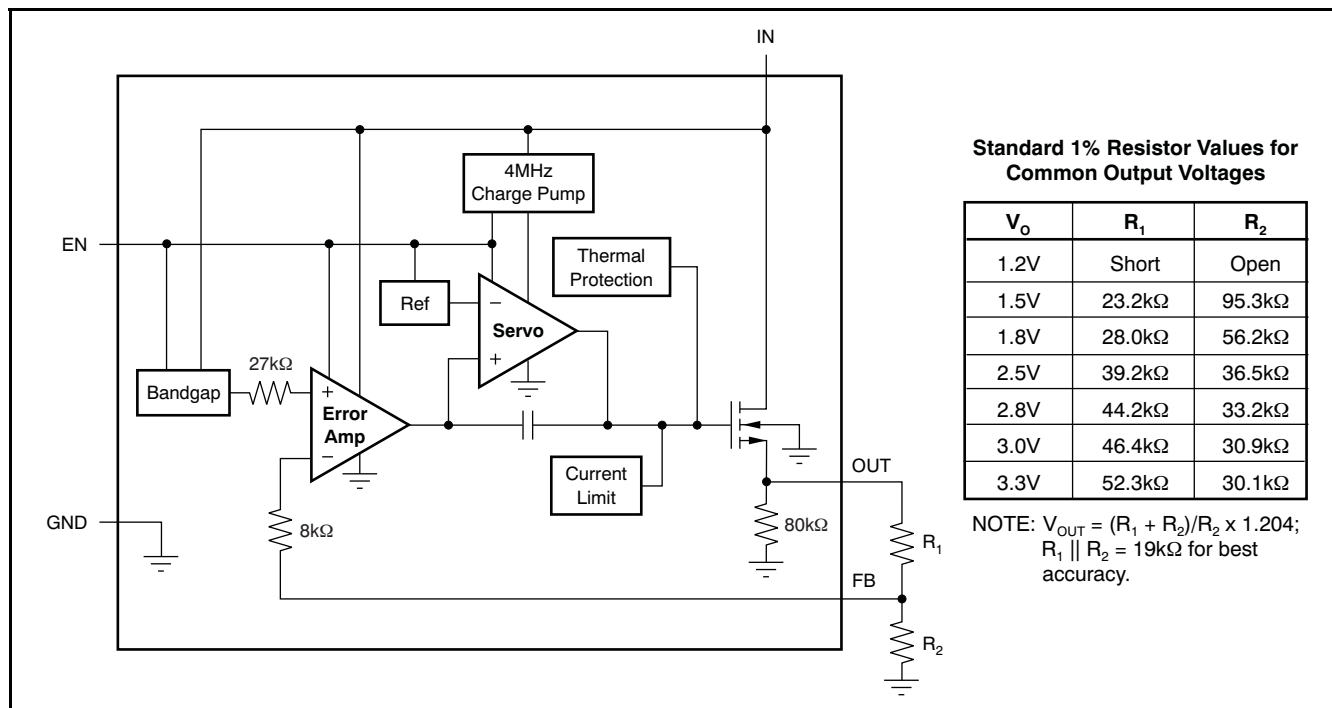 IN
4MHz
Charge Pump
EN
Thermal
Protection
Ref
−
Servo
+
27kΩ
Bandgap
+
Error
Amp
−
Current
Limit
OUT
GND
8kΩ
80kΩ
R1
FB
R2
Standard 1% Resistor Values for
Common Output Voltages
VO R1 R2
1.2V Short Open
1.5V 23.2kΩ 95.3kΩ
1.8V 28.0kΩ 56.2kΩ
2.5V 39.2kΩ 36.5kΩ
2.8V 44.2kΩ 33.2kΩ
3.0V 46.4kΩ 30.9kΩ
3.3V 52.3kΩ 30.1kΩ
NOTE: VOUT = (R1 + R2)/R2 x 1.204;
R1 || R2 = 19kΩ for best
accuracy.